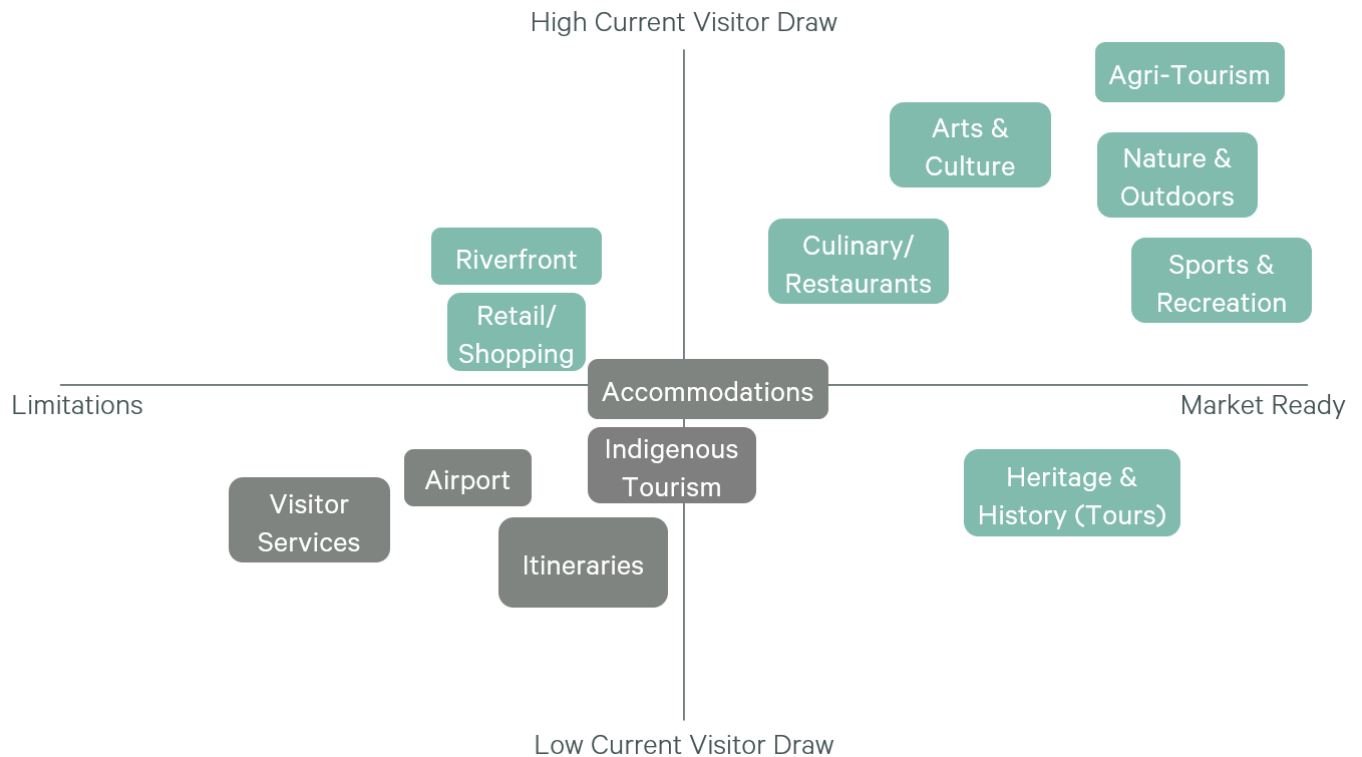 High Current Visitor Draw
Agri-Tourism
Arts &
Culture
Nature &
Outdoors
Riverfront
Culinary/
Restaurants
Sports &
Recreation
Retail/
Shopping
Accommodations
Limitations
Market Ready
Indigenous
Tourism
Airport
Heritage &
History (Tours)
Visitor
Services
Itineraries
Low Current Visitor Draw